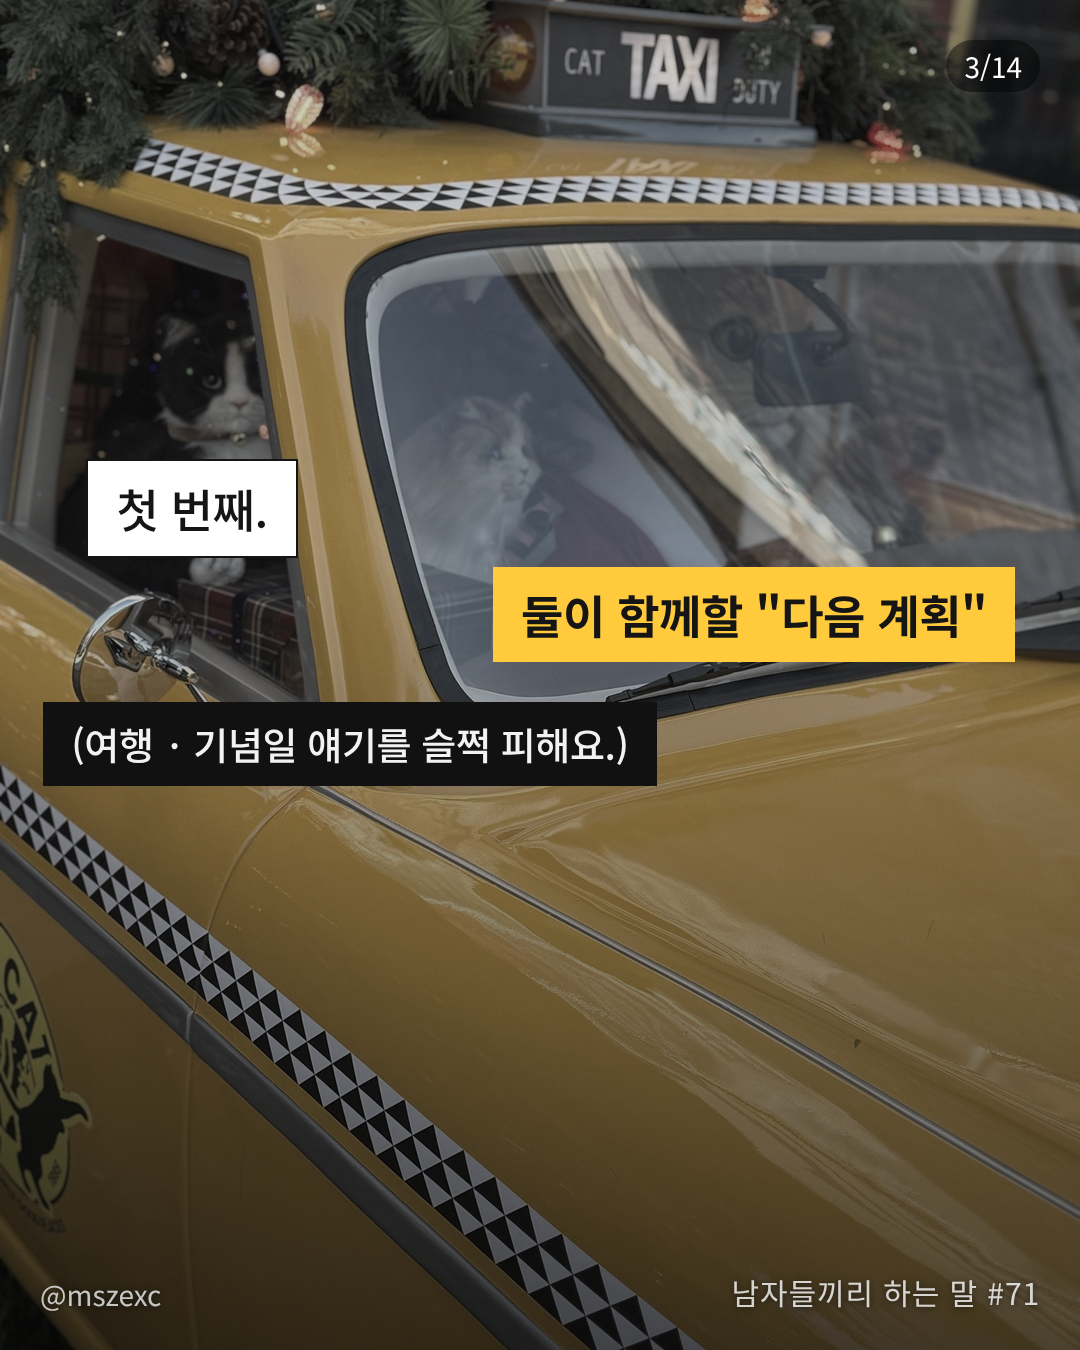 CAT TAXI ON DUTY
3/14
첫 번째.
둘이 함께할 "다음 계획"
(여행 · 기념일 얘기를 슬쩍 피해요.)
CAT
@mszexc
남자들끼리 하는 말 #71